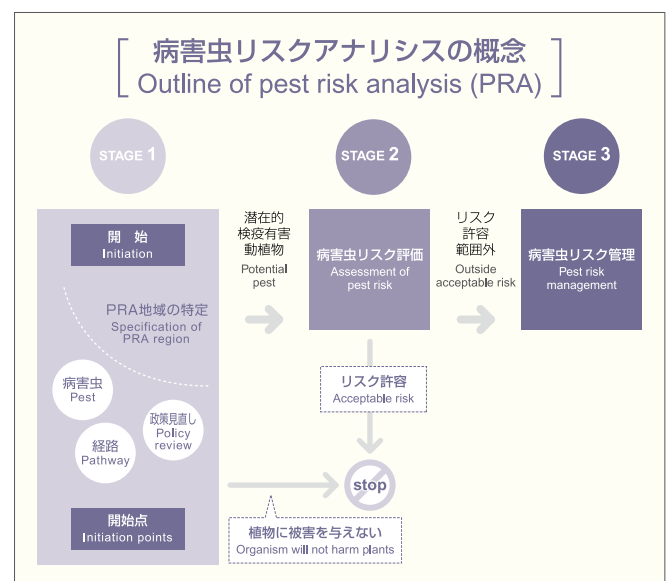 病害虫リスクアナリシスの概念
Outline of pest risk analysis (PRA)
STAGE 1
STAGE 2
STAGE 3
開　始
Initiation
PRA地域の特定
Specification of
PRA region
病害虫
Pest
政策見直し
Policy
review
経路
Pathway
開始点
Initiation points
潜在的
検疫有害
動植物
Potential
pest
病害虫リスク評価
Assessment of
pest risk
リスク
許容
範囲外
Outside
acceptable risk
病害虫リスク管理
Pest risk
management
リスク許容
Acceptable risk
stop
植物に被害を与えない
Organism will not harm plants